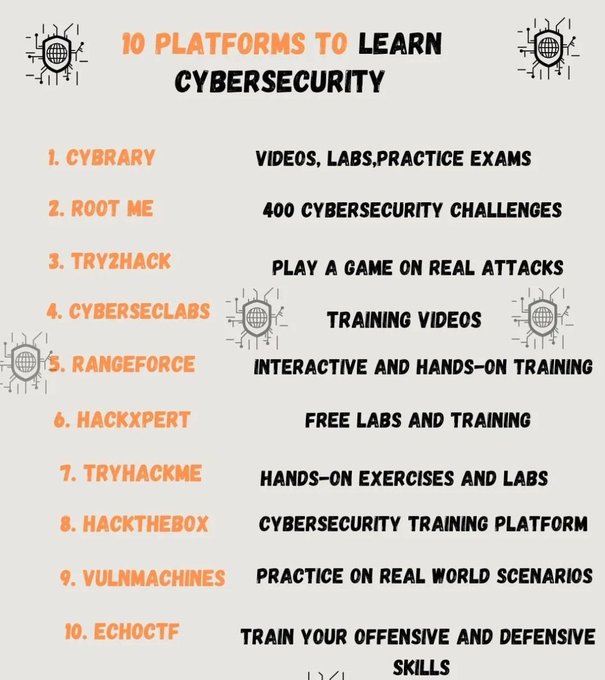 10 PLATFORMS TO LEARN
CYBERSECURITY
1. CYBRARY VIDEOS, LABS,PRACTICE EXAMS
2. ROOT ME 400 CYBERSECURITY CHALLENGES
3. TRY2HACK PLAY A GAME ON REAL ATTACKS
4. CYBERSECLABS TRAINING VIDEOS
5. RANGEFORCE INTERACTIVE AND HANDS-ON TRAINING
6. HACKXPERT FREE LABS AND TRAINING
7. TRYHACKME HANDS-ON EXERCISES AND LABS
8. HACKTHEBOX CYBERSECURITY TRAINING PLATFORM
9. VULNMACHINES PRACTICE ON REAL WORLD SCENARIOS
10. ECHOCTF TRAIN YOUR OFFENSIVE AND DEFENSIVE
SKILLS